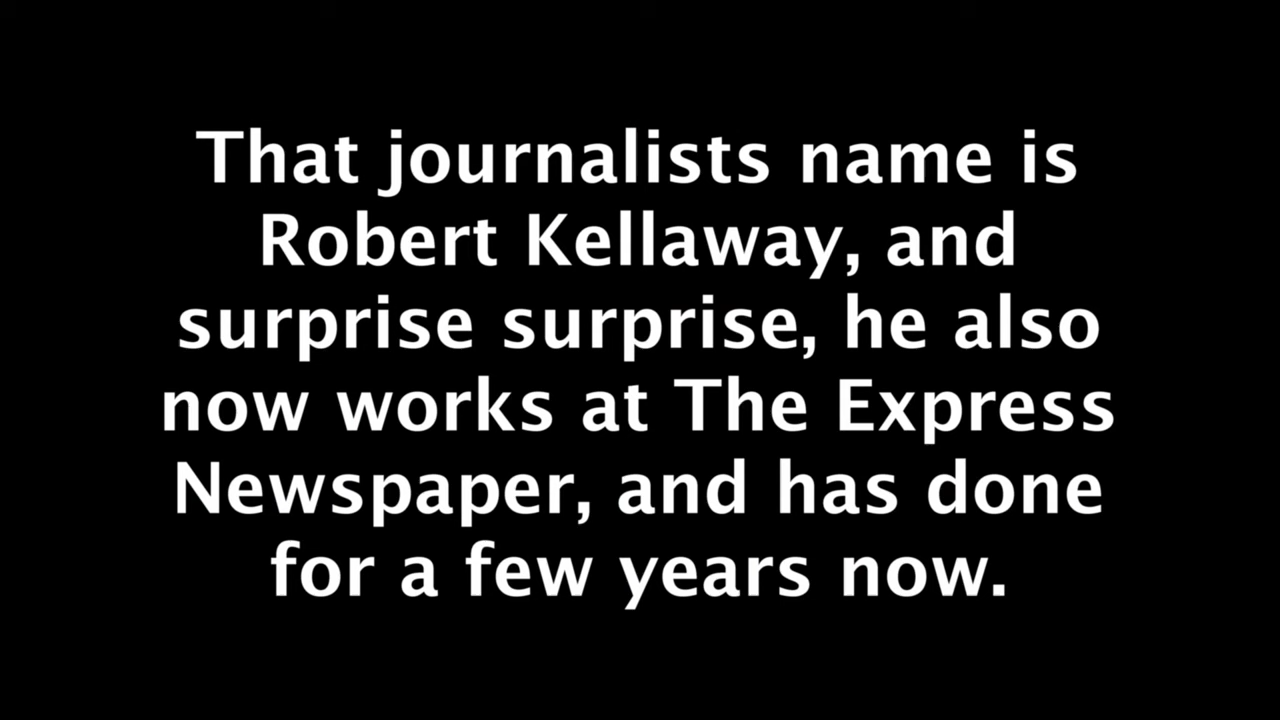 That journalists name is
Robert Kellaway, and
surprise surprise, he also
now works at The Express
Newspaper, and has done
for a few years now.